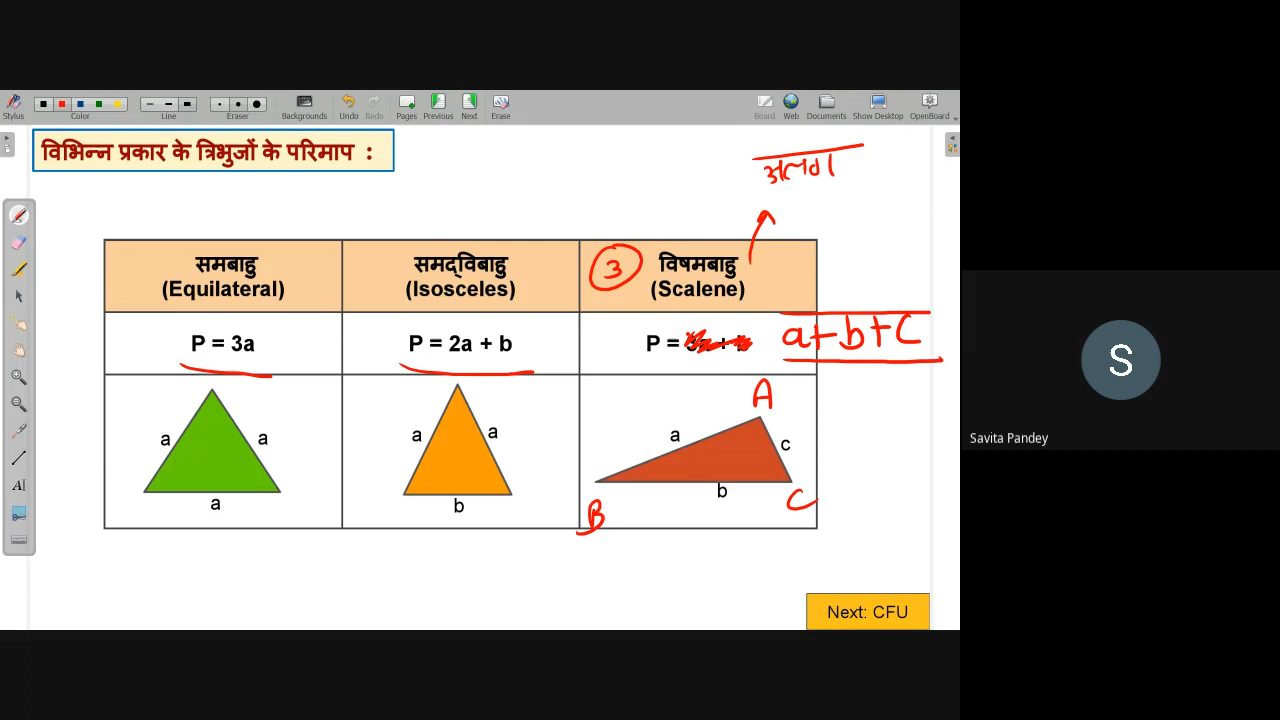 Stylus
Color
Line
Eraser
Backgrounds
Undo
Redo
Pages
Previous
Next
Erase
Board
Web
Documents
Show Desktop
OpenBoard
विभिन्न प्रकार के त्रिभुजों के परिमाप :
अलग
समबाहु
(Equilateral)
समद्विबाहु
(Isosceles)
3 विषमबाहु
(Scalene)
P = 3a
P = 2a + b
P =
a+b+c
A
a
a
a
a
a
b
a
c
b
B
C
S
Savita Pandey
AI
Next: CFU